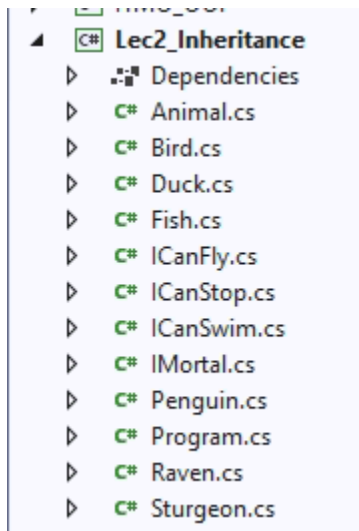 C# Lec2_Inheritance
Dependencies
C# Animal.cs
C# Bird.cs
C# Duck.cs
C# Fish.cs
C# ICanFly.cs
C# ICanStop.cs
C# ICanSwim.cs
C# IMortal.cs
C# Penguin.cs
C# Program.cs
C# Raven.cs
C# Sturgeon.cs